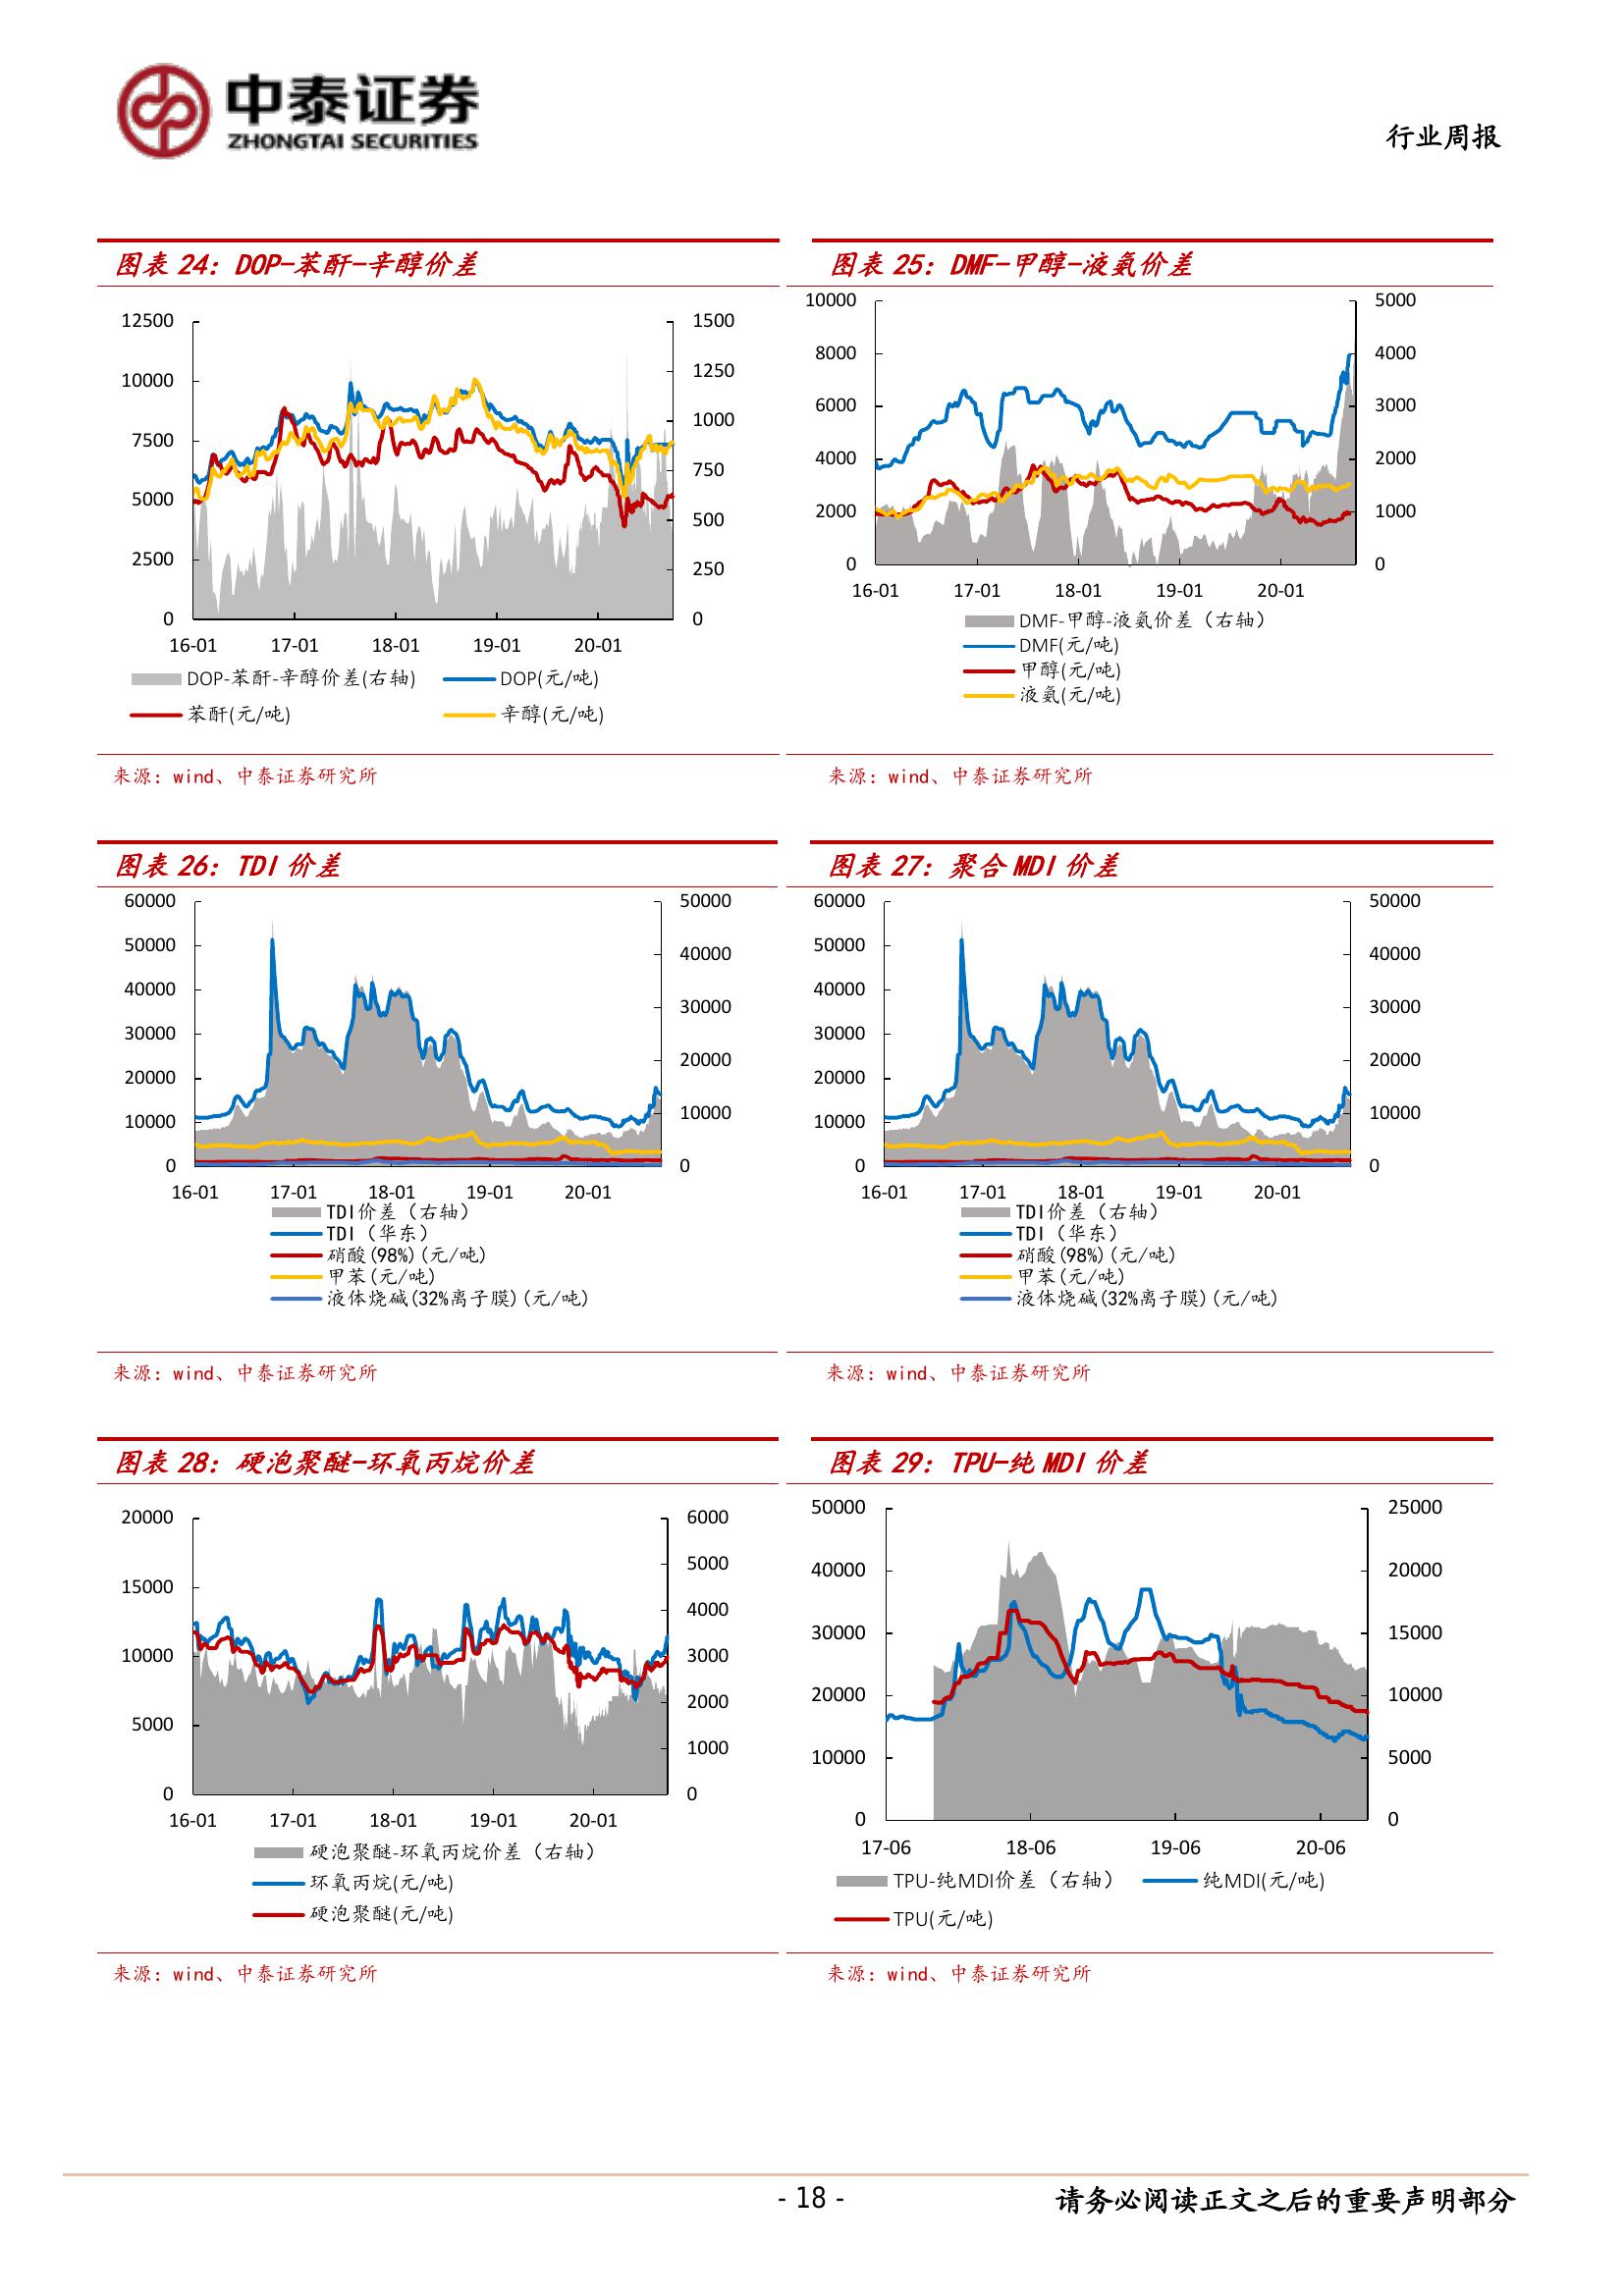 中泰证券
ZHONGTAI SECURITIES
行业周报
图表 24：DOP-苯酐-辛醇价差
12500
10000
7500
5000
2500
0
1500
1250
1000
750
500
250
0
16-01 17-01 18-01 19-01 20-01
DOP-苯酐-辛醇价差(右轴) DOP(元/吨)
苯酐(元/吨) 辛醇(元/吨)
来源：wind、中泰证券研究所
图表 25：DMF-甲醇-液氨价差
10000
8000
6000
4000
2000
0
5000
4000
3000
2000
1000
0
16-01 17-01 18-01 19-01 20-01
DMF-甲醇-液氨价差（右轴）
DMF(元/吨)
甲醇(元/吨)
液氨(元/吨)
来源：wind、中泰证券研究所
图表 26：TDI 价差
60000
50000
40000
30000
20000
10000
0
50000
40000
30000
20000
10000
0
16-01 17-01 18-01 19-01 20-01
TDI价差（右轴）
TDI（华东）
硝酸(98%)(元/吨)
甲苯(元/吨)
液体烧碱(32%离子膜)(元/吨)
来源：wind、中泰证券研究所
图表 27：聚合 MDI 价差
60000
50000
40000
30000
20000
10000
0
50000
40000
30000
20000
10000
0
16-01 17-01 18-01 19-01 20-01
TDI价差（右轴）
TDI（华东）
硝酸(98%)(元/吨)
甲苯(元/吨)
液体烧碱(32%离子膜)(元/吨)
来源：wind、中泰证券研究所
图表 28：硬泡聚醚-环氧丙烷价差
20000
15000
10000
5000
0
6000
5000
4000
3000
2000
1000
0
16-01 17-01 18-01 19-01 20-01
硬泡聚醚-环氧丙烷价差（右轴）
环氧丙烷(元/吨)
硬泡聚醚(元/吨)
来源：wind、中泰证券研究所
图表 29：TPU-纯 MDI 价差
50000
40000
30000
20000
10000
0
25000
20000
15000
10000
5000
0
17-06 18-06 19-06 20-06
TPU-纯MDI价差（右轴） 纯MDI(元/吨)
TPU(元/吨)
来源：wind、中泰证券研究所
- 18 -
请务必阅读正文之后的重要声明部分